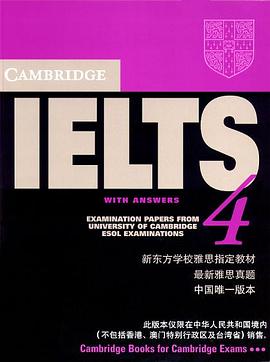 CAMBRIDGE
IELTS
4
WITH ANSWERS
EXAMINATION PAPERS FROM
UNIVERSITY OF CAMBRIDGE
ESOL EXAMINATIONS
新东方学校雅思指定教材
最新雅思真题
中国唯一版本
此版本仅限在中华人民共和国境内
（不包括香港、澳门特别行政区及台湾省）销售。
Cambridge Books for Cambridge Exams •••